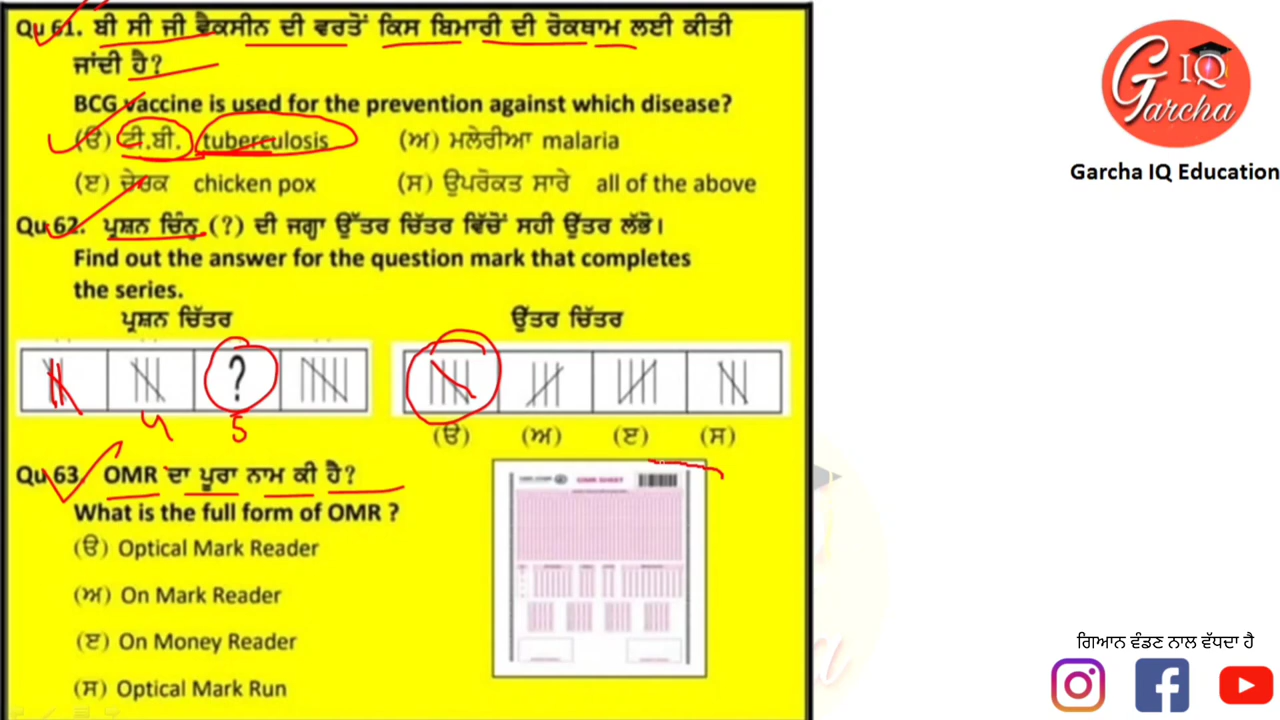 Qu 61. ਬੀ ਸੀ ਜੀ ਵੈਕਸੀਨ ਦੀ ਵਰਤੋਂ ਕਿਸ ਬਿਮਾਰੀ ਦੀ ਰੋਕਥਾਮ ਲਈ ਕੀਤੀ
ਜਾਂਦੀ ਹੈ?
BCG vaccine is used for the prevention against which disease?
(ੳ) ਟੀ.ਬੀ. tuberculosis (ਅ) ਮਲੇਰੀਆ malaria
(ੲ) ਚੇਚਕ chicken pox (ਸ) ਉਪਰੋਕਤ ਸਾਰੇ all of the above
Qu 62. ਪ੍ਰਸ਼ਨ ਚਿੰਨ੍ਹ (?) ਦੀ ਜਗ੍ਹਾ ਉੱਤਰ ਚਿੱਤਰ ਵਿੱਚੋਂ ਸਹੀ ਉੱਤਰ ਲੱਭੋ।
Find out the answer for the question mark that completes
the series.
ਪ੍ਰਸ਼ਨ ਚਿੱਤਰ ਉੱਤਰ ਚਿੱਤਰ
?
4 5
(ੳ) (ਅ) (ੲ) (ਸ)
Qu 63. OMR ਦਾ ਪੂਰਾ ਨਾਮ ਕੀ ਹੈ?
What is the full form of OMR ?
(ੳ) Optical Mark Reader
(ਅ) On Mark Reader
(ੲ) On Money Reader
(ਸ) Optical Mark Run
OMR SHEET
IQ
Garcha
Garcha IQ Education
ਗਿਆਨ ਵੰਡਣ ਨਾਲ ਵੱਧਦਾ ਹੈ